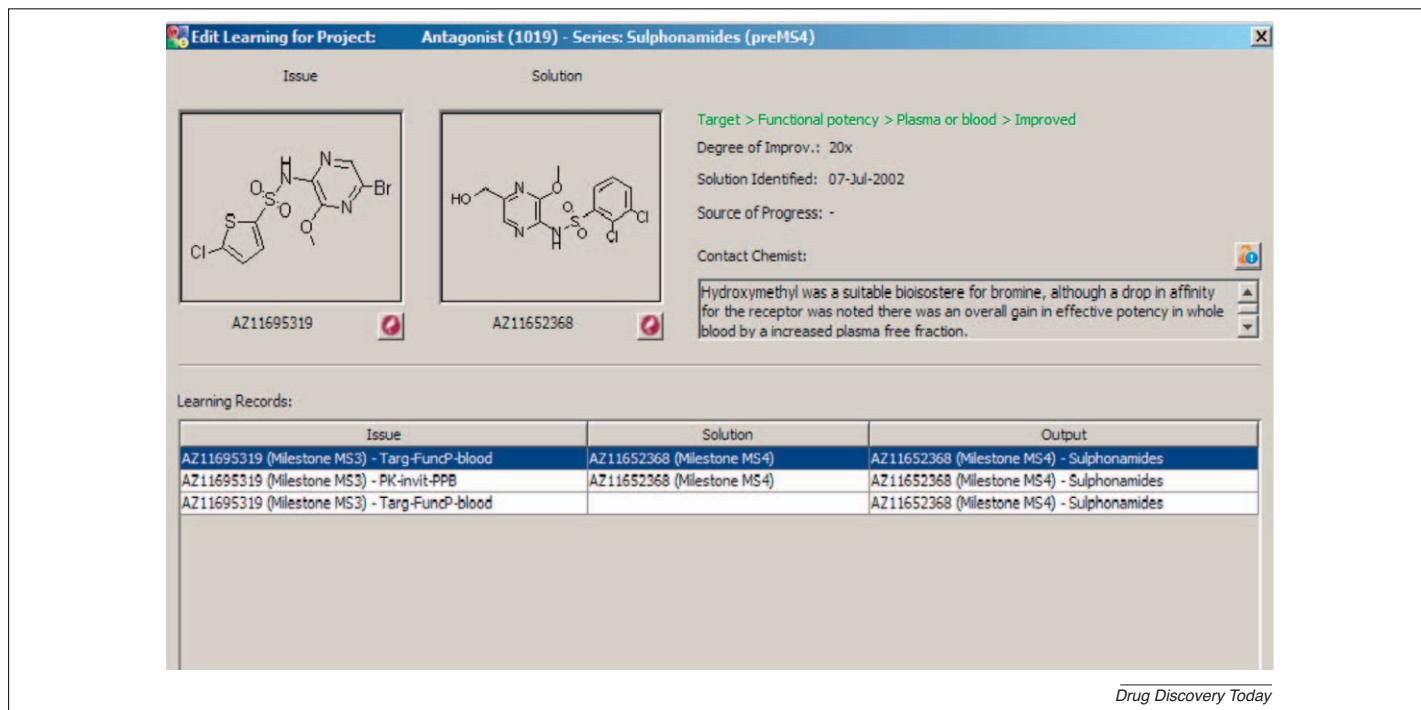 Edit Learning for Project: Antagonist (1019) - Series: Sulphonamides (preMS4)
Issue
Solution
H
N
N
Br
N
O
O
S
O
S
Cl
HO
N
O
N
N
H
S
O
O
Cl
Cl
AZ11695319
AZ11652368
Target > Functional potency > Plasma or blood > Improved
Degree of Improv.: 20x
Solution Identified: 07-Jul-2002
Source of Progress: -
Contact Chemist:
Hydroxymethyl was a suitable bioisostere for bromine, although a drop in affinity
for the receptor was noted there was an overall gain in effective potency in whole
blood by a increased plasma free fraction.
Learning Records:
Issue Solution Output
AZ11695319 (Milestone MS3) - Targ-FuncP-blood AZ11652368 (Milestone MS4) AZ11652368 (Milestone MS4) - Sulphonamides
AZ11695319 (Milestone MS3) - PK-invit-PPB AZ11652368 (Milestone MS4) AZ11652368 (Milestone MS4) - Sulphonamides
AZ11695319 (Milestone MS3) - Targ-FuncP-blood AZ11652368 (Milestone MS4) - Sulphonamides
Drug Discovery Today